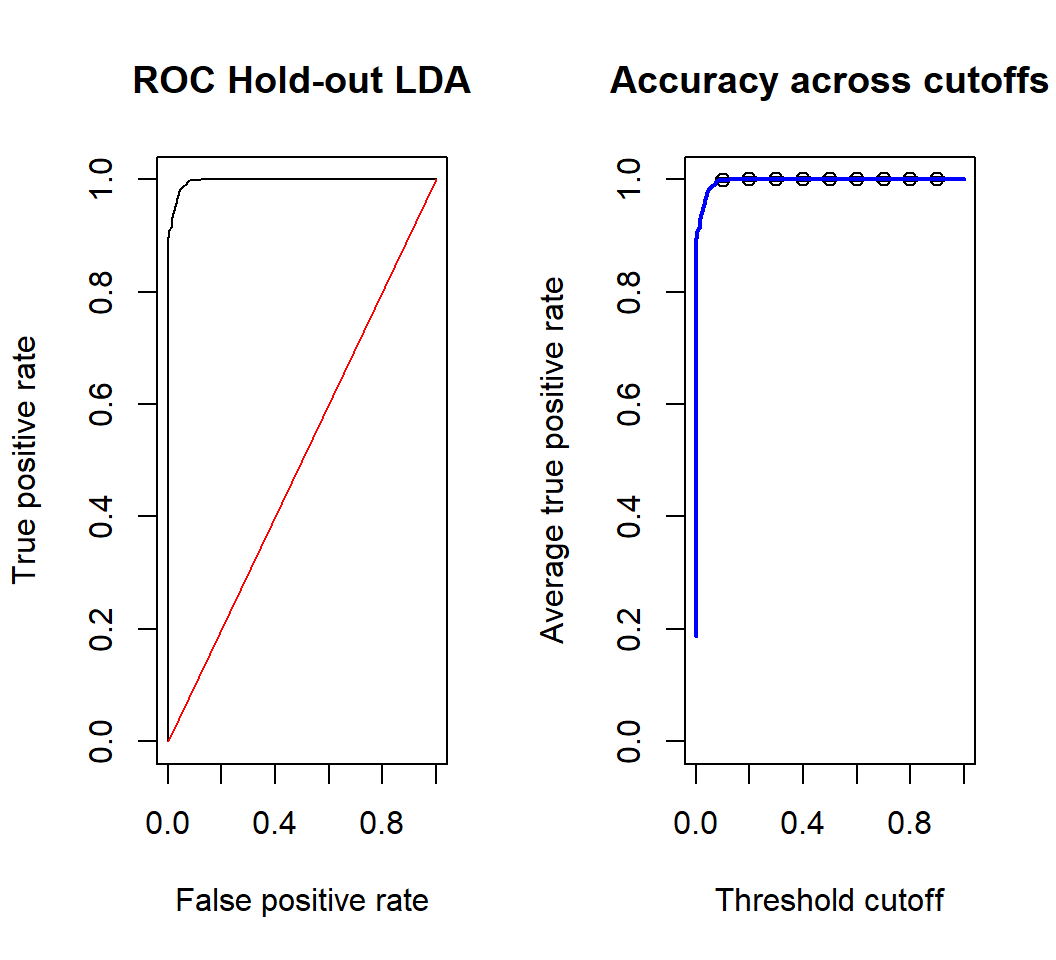 ROC Hold-out LDA
True positive rate
1.0
0.8
0.6
0.4
0.2
0.0
0.0 0.4 0.8
False positive rate
Accuracy across cutoffs
Average true positive rate
1.0
0.8
0.6
0.4
0.2
0.0
0.0 0.4 0.8
Threshold cutoff